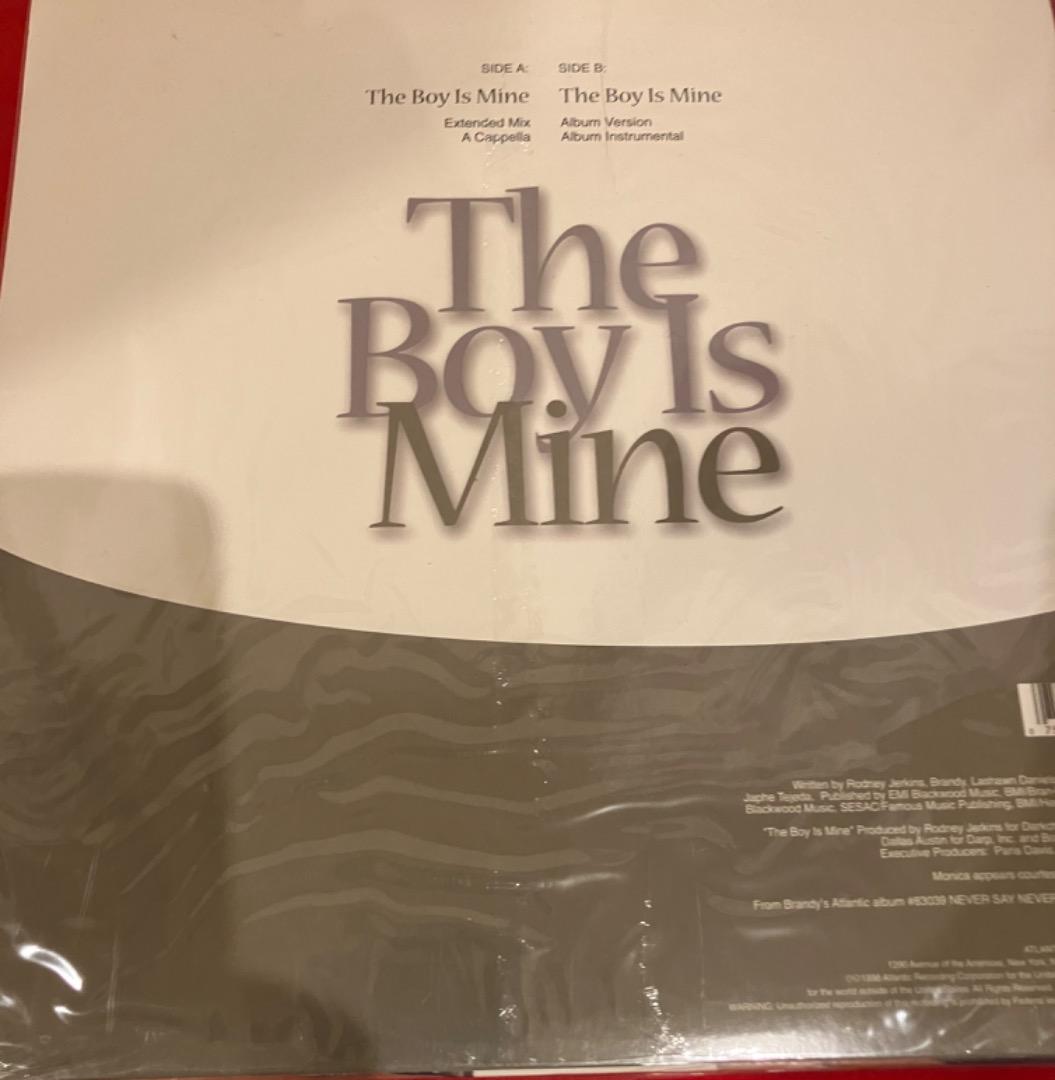 SIDE A:
The Boy Is Mine
Extended Mix
A Cappella
SIDE B:
The Boy Is Mine
Album Version
Album Instrumental
The
Boy Is
Mine
Written by Rodney Jerkins, Brandy, Lashawn Daniels
Japhe Tejeda. Published by EMI Blackwood Music, BMI/Bran
Blackwood Music, SESAC/Famous Music Publishing, BMI/
"The Boy Is Mine" Produced by Rodney Jerkins for Dark
Dallas Austin for Darp, Inc. and
Executive Producers: Paris Davis
Monica appears courtes
From Brandy's Atlantic album #83039 NEVER SAY NEVER
ATLAN
1290 Avenue of the Americas, New York,
1998 Atlantic Recording Corporation for the Unite
for the world outside of the United States. All Rights Reserved.
WARNING: Unauthorized reproduction of this recording is prohibited by Federal